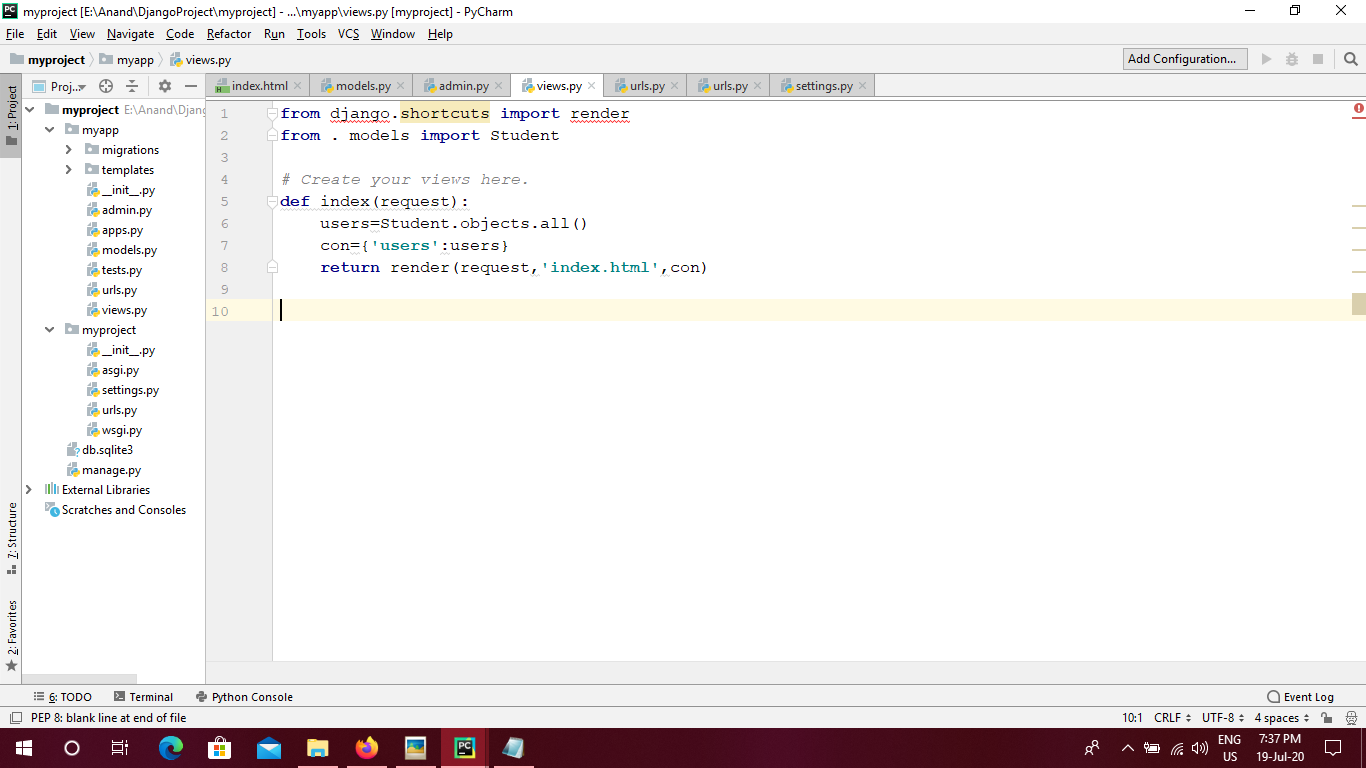 myproject [E:\Anand\DjangoProject\myproject] - ...\myapp\views.py [myproject] - PyCharm
File Edit View Navigate Code Refactor Run Tools VCS Window Help
myproject myapp views.py Add Configuration...
1: Project
Proj..
index.html models.py admin.py views.py urls.py urls.py settings.py
myproject E:\Anand\Djang
myapp
migrations
templates
__init__.py
admin.py
apps.py
models.py
tests.py
urls.py
views.py
myproject
__init__.py
asgi.py
settings.py
urls.py
wsgi.py
db.sqlite3
manage.py
External Libraries
Scratches and Consoles
7: Structure
2: Favorites
1 from django.shortcuts import render
2 from . models import Student
3
4 # Create your views here.
5 def index(request):
6 users=Student.objects.all()
7 con={'users':users}
8 return render(request,'index.html',con)
9
10
6: TODO Terminal Python Console Event Log
PEP 8: blank line at end of file 10:1 CRLF UTF-8 4 spaces
PC
ENG
US
7:37 PM
19-Jul-20